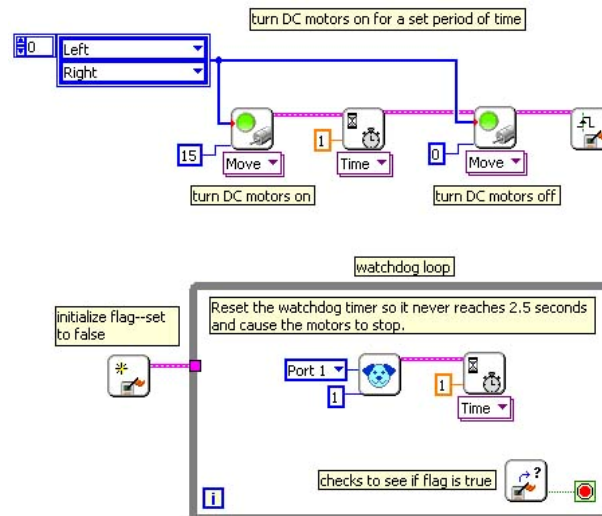 turn DC motors on for a set period of time
0
Left
Right
15
Move
1
Time
0
Move
turn DC motors on
turn DC motors off
watchdog loop
initialize flag--set
to false
Reset the watchdog timer so it never reaches 2.5 seconds
and cause the motors to stop.
Port 1
1
1
Time
checks to see if flag is true
?
i